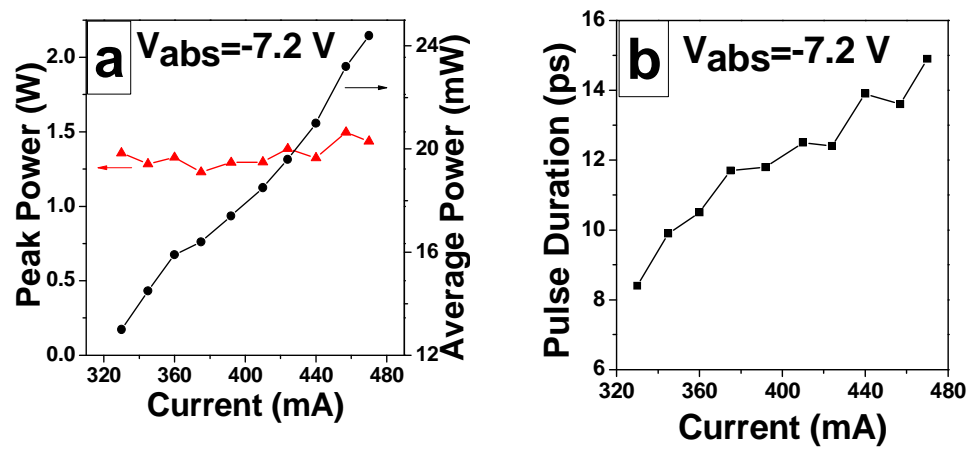 a
V_abs=-7.2 V
Peak Power (W)
2.0
1.5
1.0
0.5
0.0
24
20
16
12
Average Power (mW)
320 360 400 440 480
Current (mA)
b
V_abs=-7.2 V
Pulse Duration (ps)
16
14
12
10
8
6
320 360 400 440 480
Current (mA)